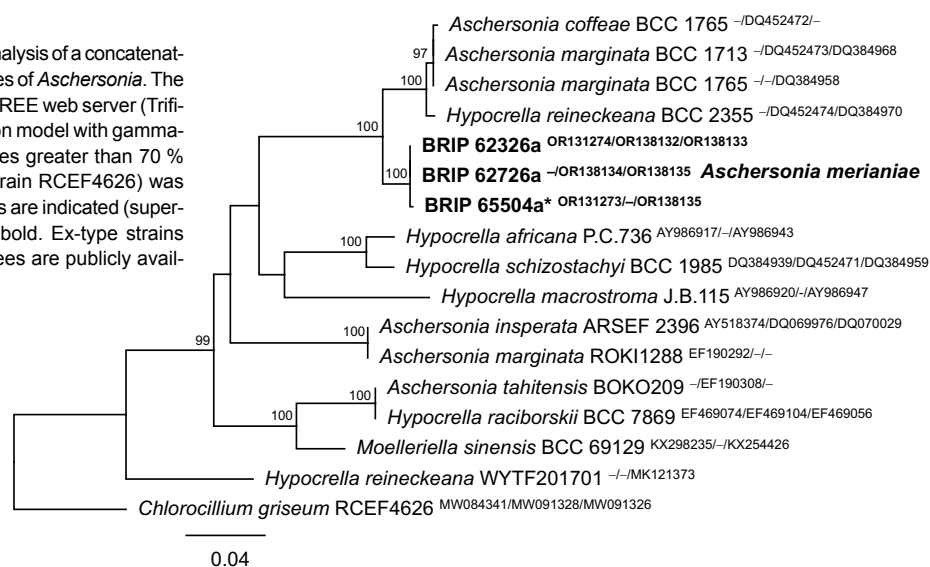 nalysis of a concatenat-
es of Aschersonia. The
REE web server (Trifi-
on model with gamma-
es greater than 70 %
rain RCEF4626) was
s are indicated (super-
bold. Ex-type strains
ees are publicly avail-
Aschersonia coffeae BCC 1765 –/DQ452472/–
97
Aschersonia marginata BCC 1713 –/DQ452473/DQ384968
100
Aschersonia marginata BCC 1765 –/–/DQ384958
Hypocrella reineckeana BCC 2355 –/DQ452474/DQ384970
100
BRIP 62326a OR131274/OR138132/OR138133
100
BRIP 62726a –/OR138134/OR138135 Aschersonia merianiae
BRIP 65504a* OR131273/–/OR138135
100
Hypocrella africana P.C.736 AY986917/–/AY986943
Hypocrella schizostachyi BCC 1985 DQ384939/DQ452471/DQ384959
Hypocrella macrostroma J.B.115 AY986920/-/AY986947
100
Aschersonia insperata ARSEF 2396 AY518374/DQ069976/DQ070029
99
Aschersonia marginata ROKI1288 EF190292/–/–
100
Aschersonia tahitensis BOKO209 –/EF190308/–
100
Hypocrella raciborskii BCC 7869 EF469074/EF469104/EF469056
Moelleriella sinensis BCC 69129 KX298235/–/KX254426
Hypocrella reineckeana WYTF201701 –/–/MK121373
Chlorocillium griseum RCEF4626 MW084341/MW091328/MW091326
0.04